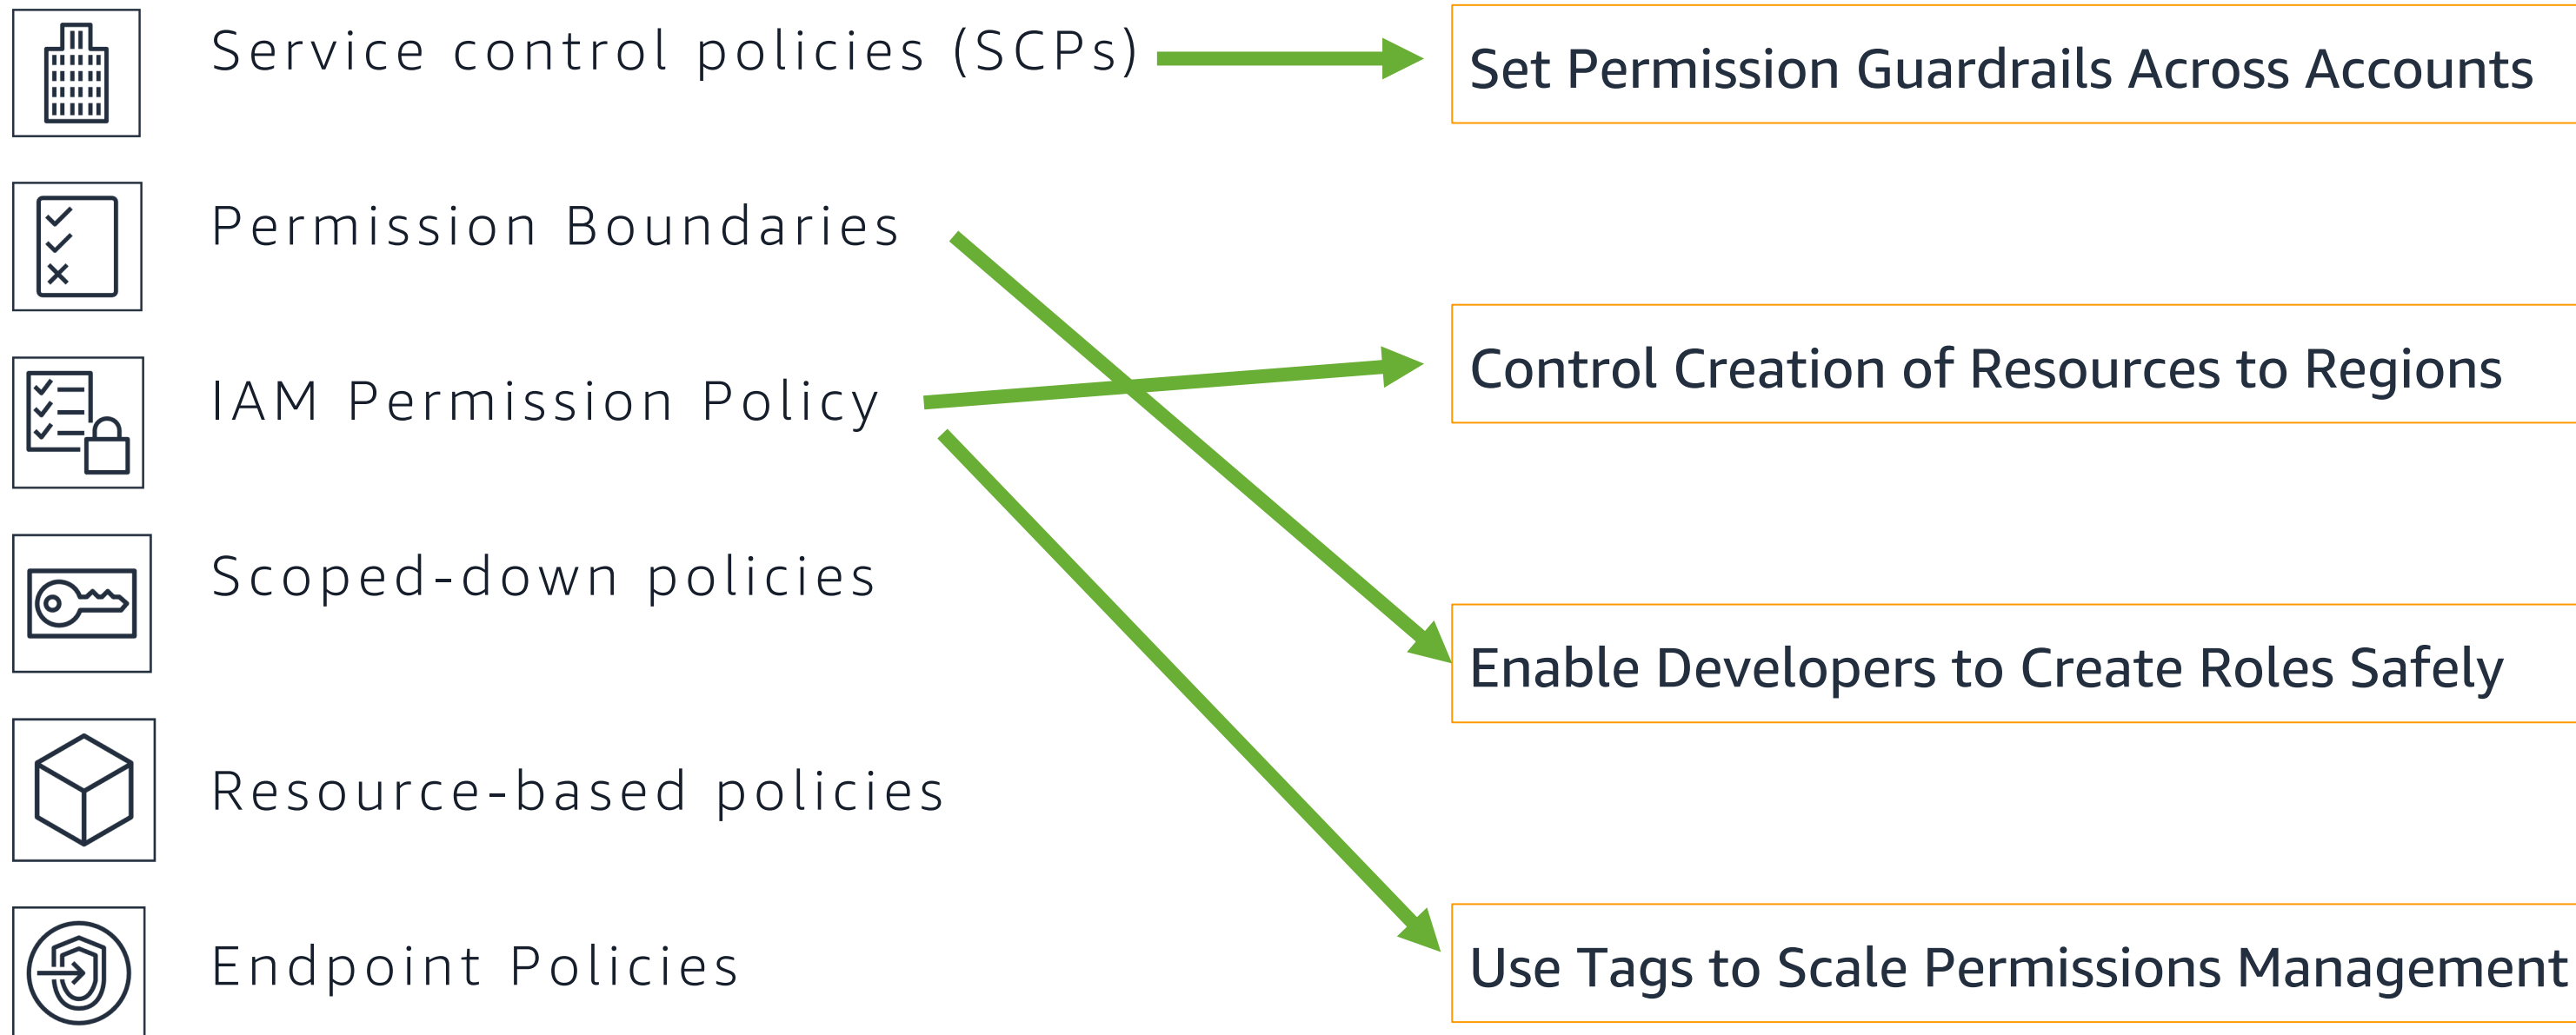 Service control policies (SCPs)
Set Permission Guardrails Across Accounts
Permission Boundaries
Control Creation of Resources to Regions
IAM Permission Policy
Scoped-down policies
Enable Developers to Create Roles Safely
Resource-based policies
Endpoint Policies
Use Tags to Scale Permissions Management